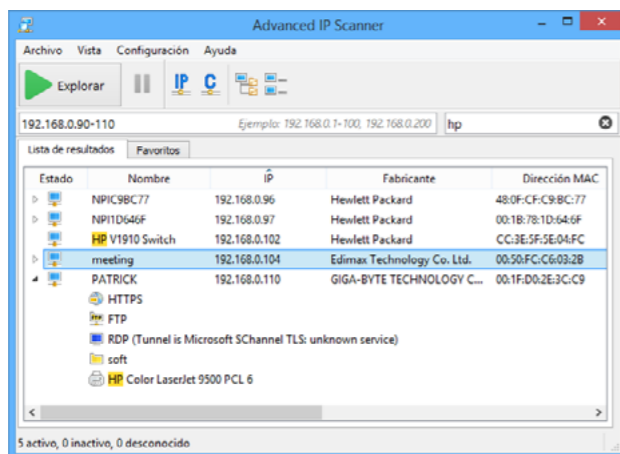 Advanced IP Scanner
Archivo Vista Configuración Ayuda
Explorar IP C
192.168.0.90-110 Ejemplo: 192.168.0.1-100, 192.168.0.200 hp
Lista de resultados Favoritos
Estado Nombre IP Fabricante Dirección MAC
NPIC9BC77 192.168.0.96 Hewlett Packard 48:0F:CF:C9:BC:77
NPI1D646F 192.168.0.97 Hewlett Packard 00:1B:78:1D:64:6F
HP V1910 Switch 192.168.0.102 Hewlett Packard CC:3E:5F:5E:04:FC
meeting 192.168.0.104 Edimax Technology Co. Ltd. 00:50:FC:C6:03:2B
PATRICK 192.168.0.110 GIGA-BYTE TECHNOLOGY C... 00:1F:D0:2E:3C:C9
HTTPS
FTP
RDP (Tunnel is Microsoft SChannel TLS: unknown service)
soft
HP Color LaserJet 9500 PCL 6
5 activo, 0 inactivo, 0 desconocido